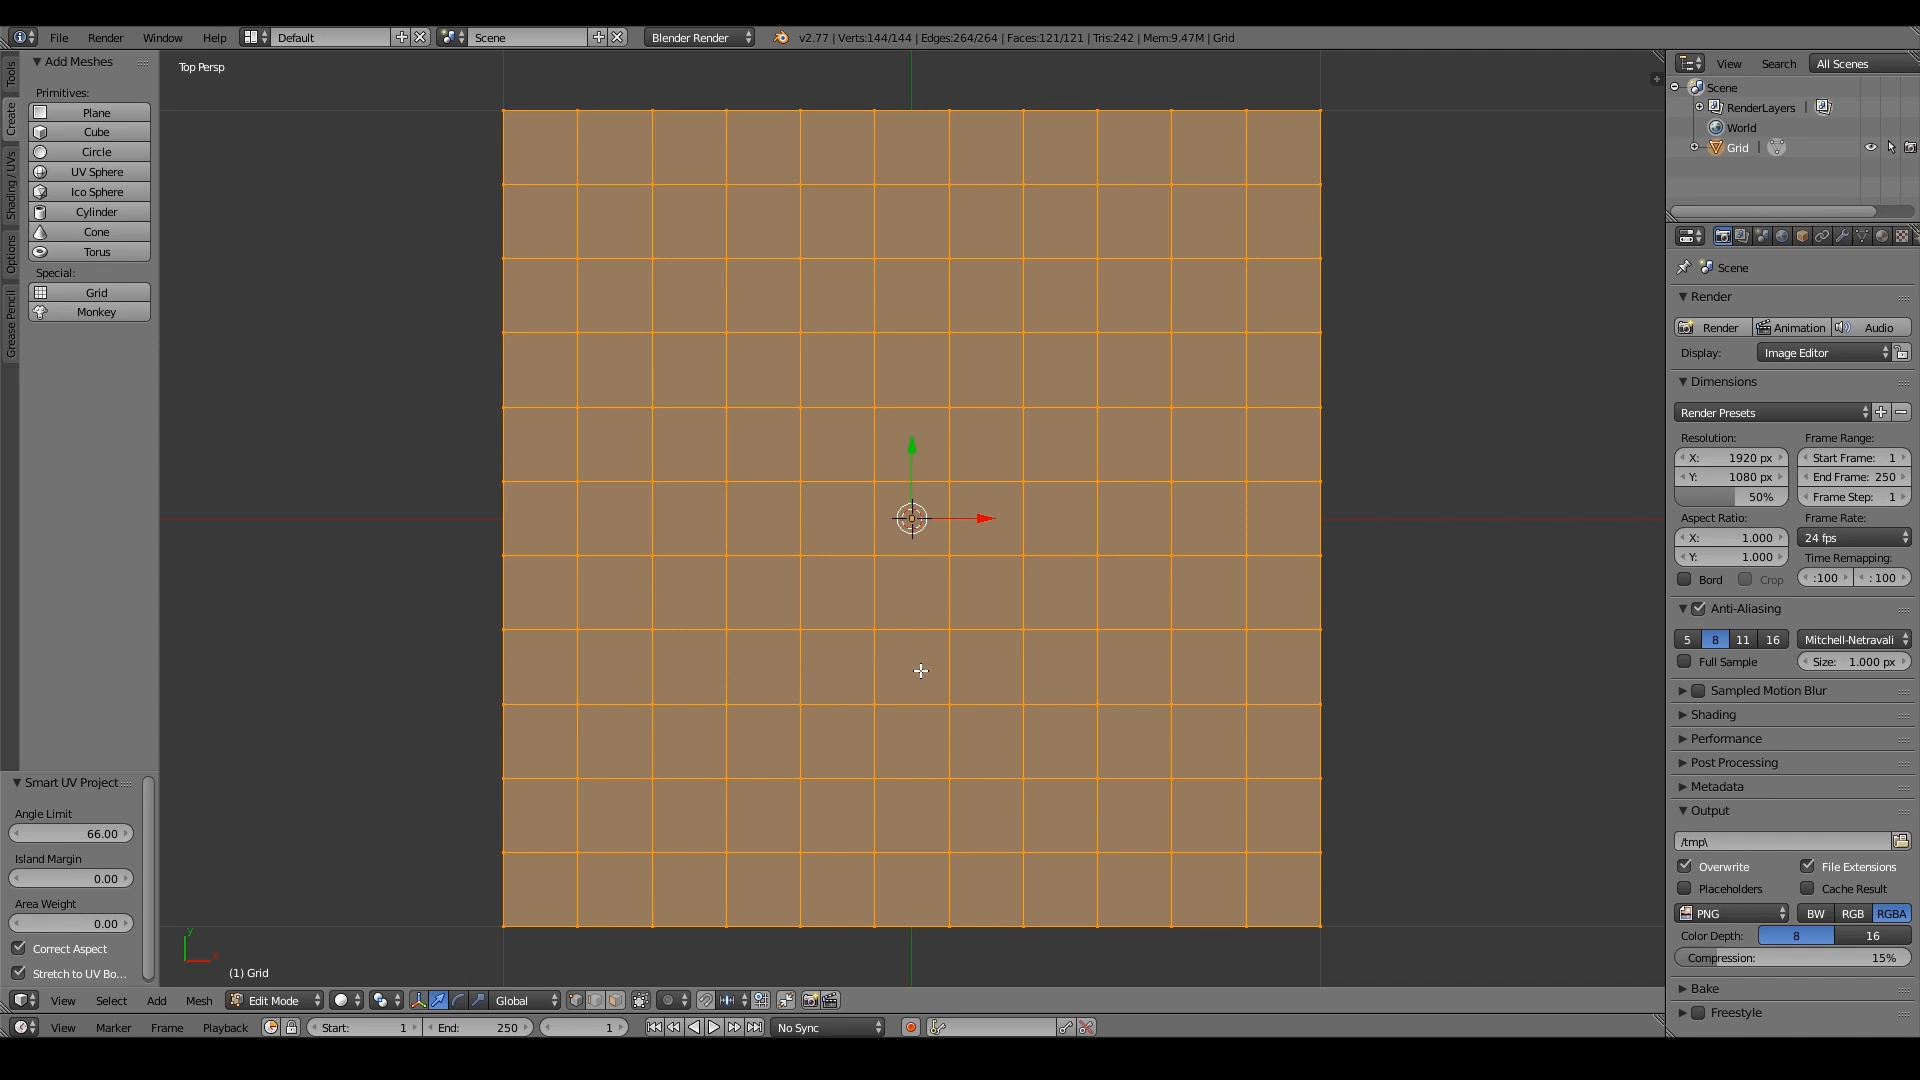 File Render Window Help Default Scene Blender Render v2.77 | Verts:144/144 | Edges:264/264 | Faces:121/121 | Tris:242 | Mem:9.47M | Grid
Tools
Create
Shading / UVs
Options
Grease Pencil
Add Meshes
Primitives:
Plane
Cube
Circle
UV Sphere
Ico Sphere
Cylinder
Cone
Torus
Special:
Grid
Monkey
Smart UV Project
Angle Limit
66.00
Island Margin
0.00
Area Weight
0.00
Correct Aspect
Stretch to UV Bo...
Top Persp
y
x
(1) Grid
View Select Add Mesh Edit Mode Global
View Marker Frame Playback Start: 1 End: 250 1 No Sync
View Search All Scenes
Scene
RenderLayers |
World
Grid |
Scene
Render
Render Animation Audio
Display: Image Editor
Dimensions
Render Presets
Resolution: Frame Range:
X: 1920 px Start Frame: 1
Y: 1080 px End Frame: 250
50% Frame Step: 1
Aspect Ratio: Frame Rate:
X: 1.000 24 fps
Y: 1.000 Time Remapping:
Bord Crop :100 : 100
Anti-Aliasing
5 8 11 16 Mitchell-Netravali
Full Sample Size: 1.000 px
Sampled Motion Blur
Shading
Performance
Post Processing
Metadata
Output
/tmp\
Overwrite File Extensions
Placeholders Cache Result
PNG BW RGB RGBA
Color Depth: 8 16
Compression: 15%
Bake
Freestyle